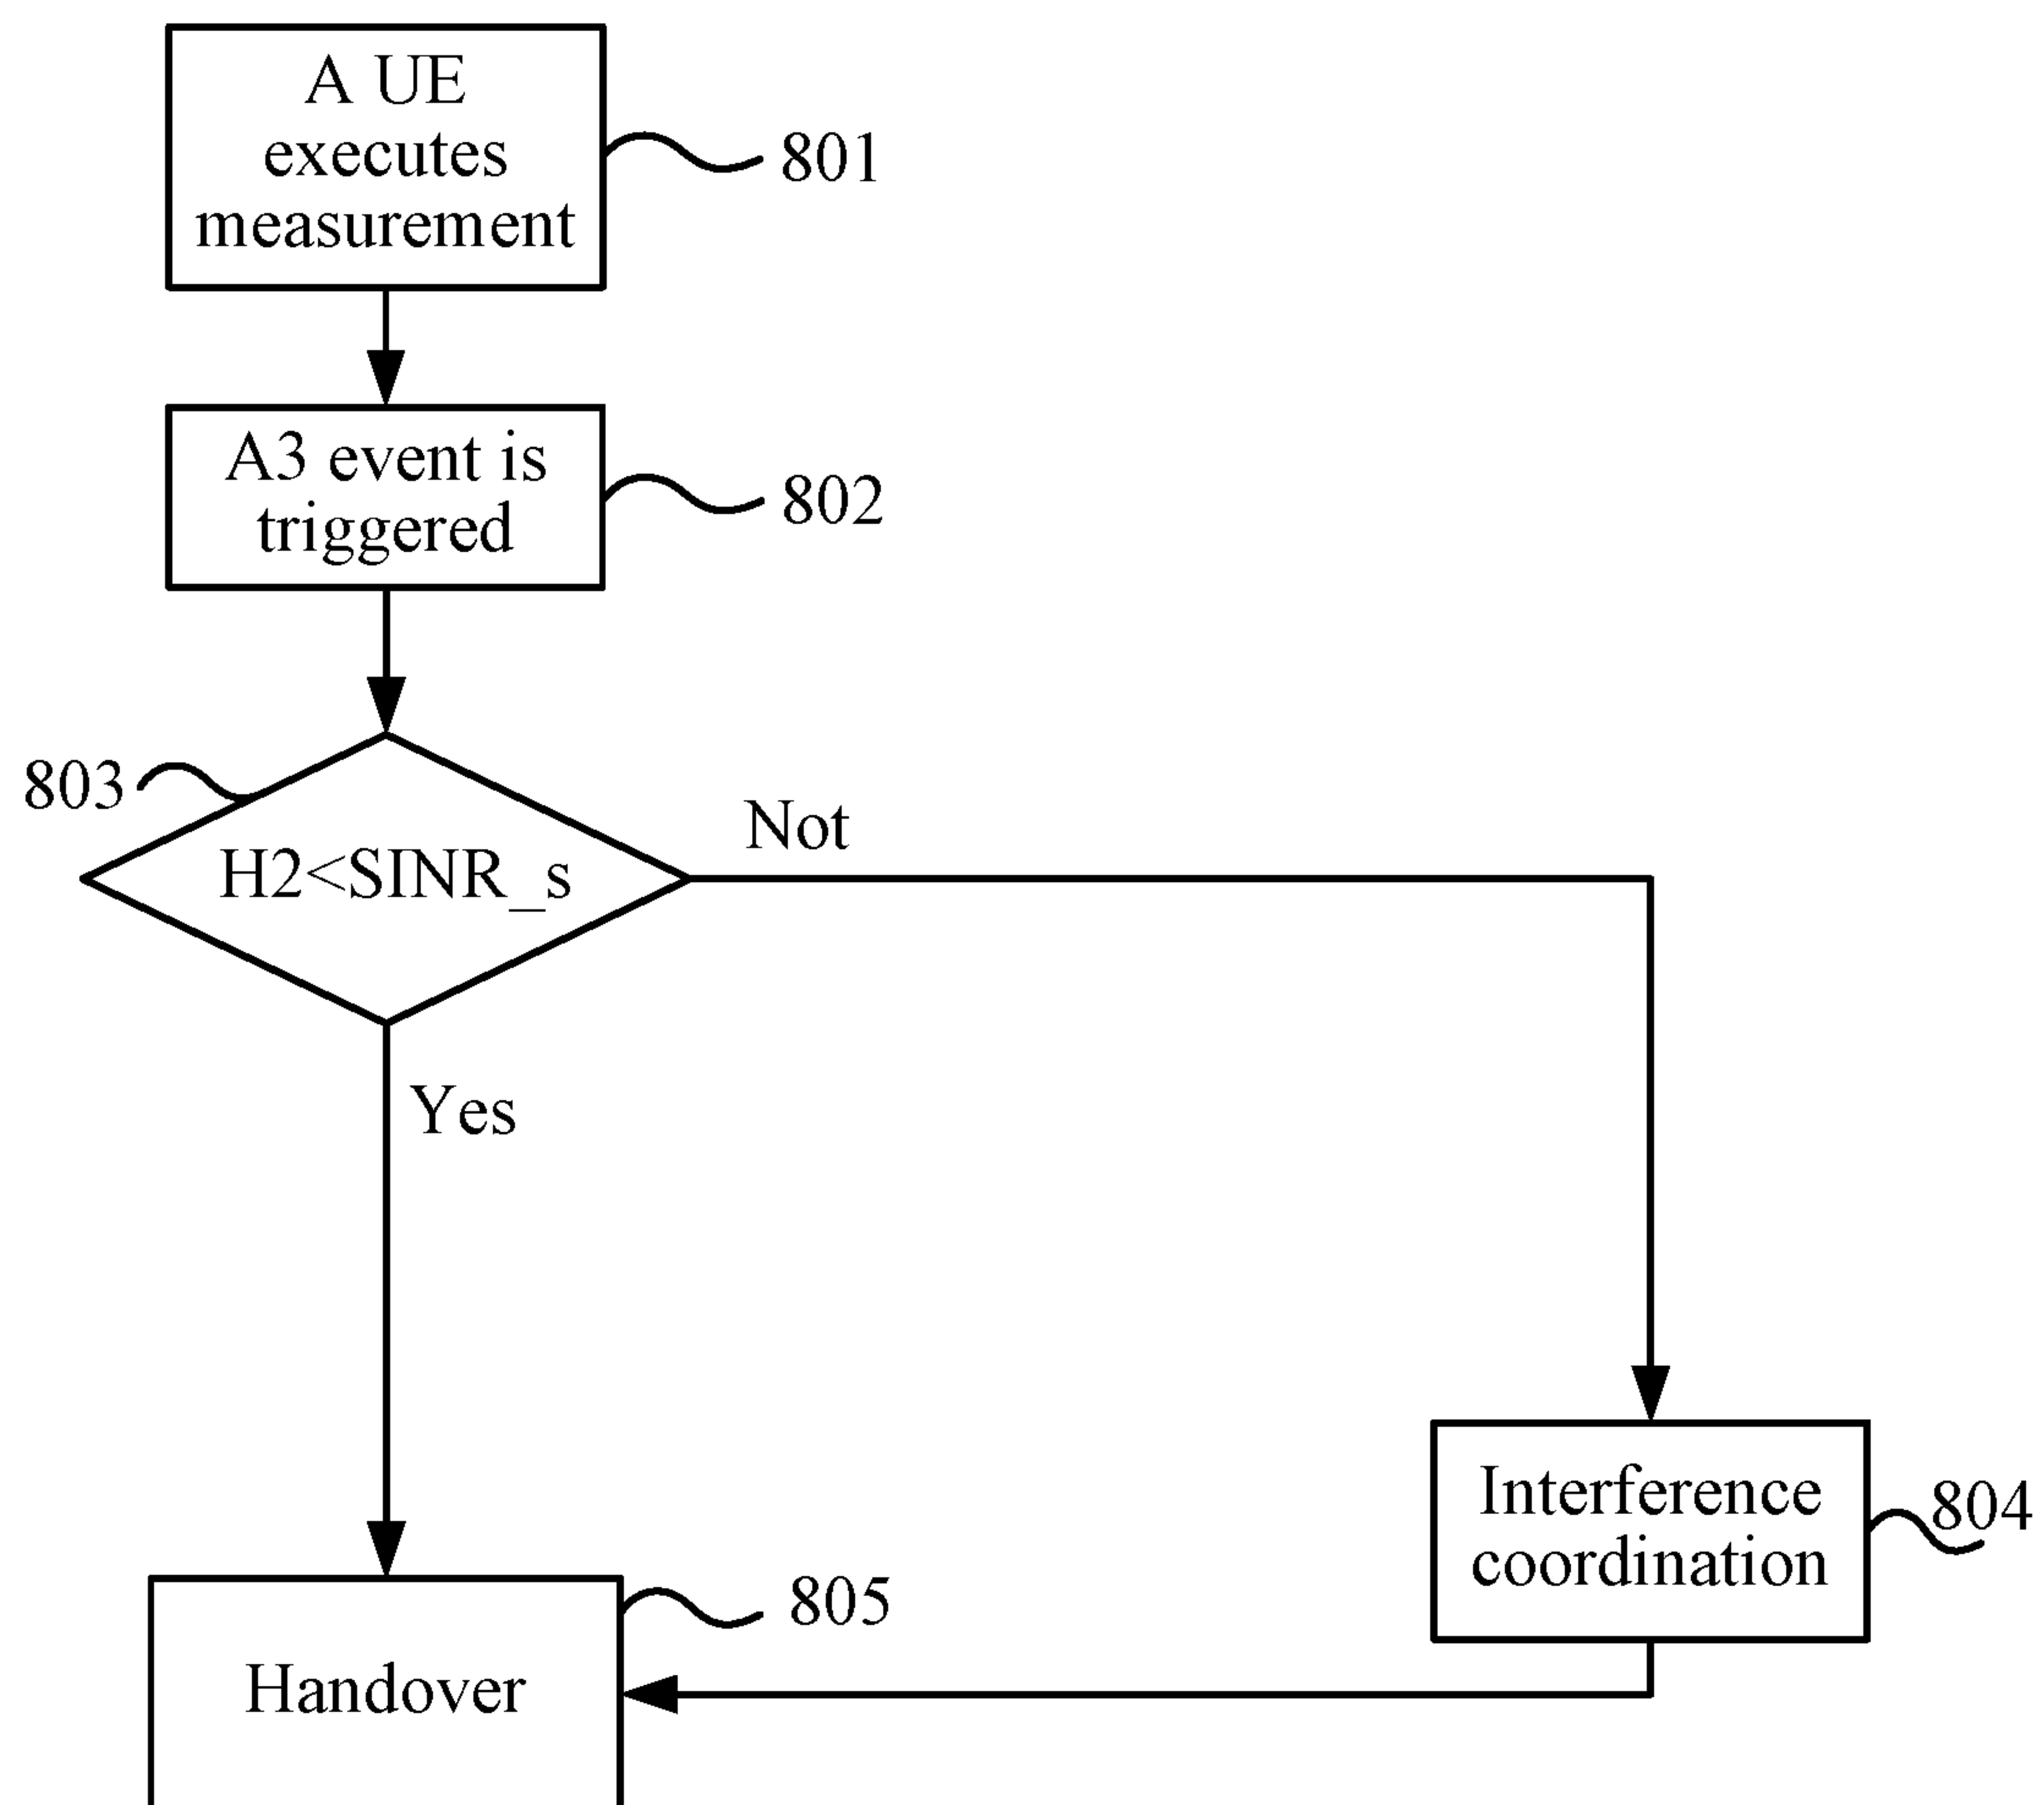 A UE
executes
measurement
801
A3 event is
triggered
802
803
H2<SINR_s
Not
Yes
Interference
coordination
804
805
Handover